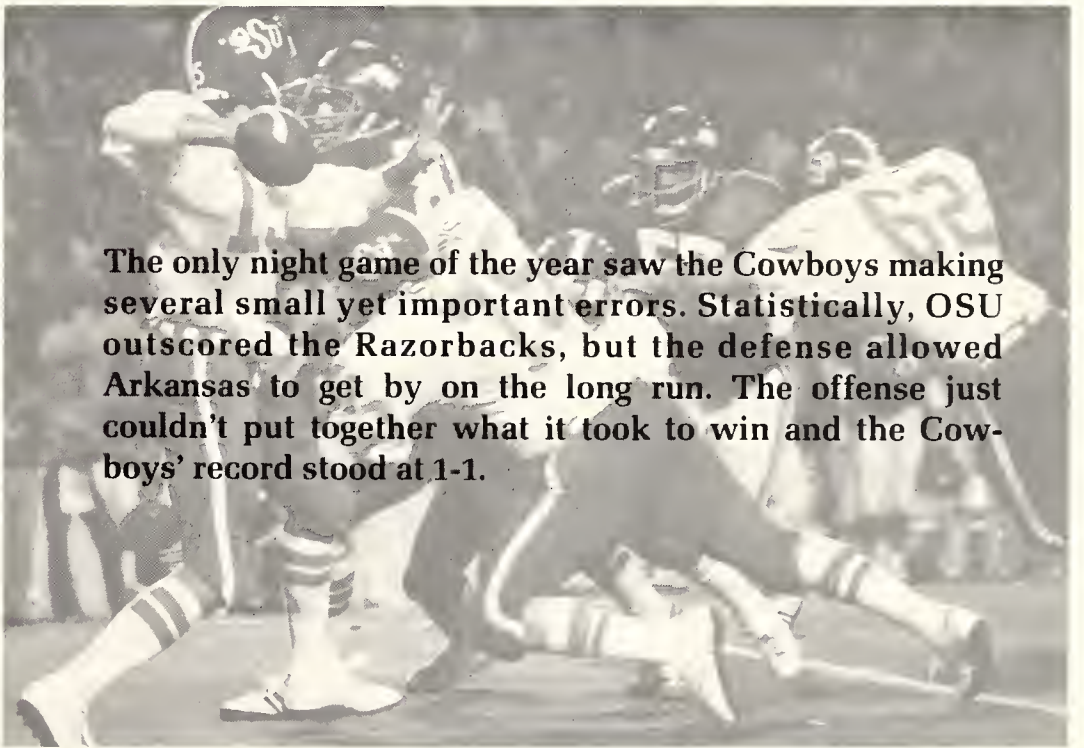 OSU
The only night game of the year saw the Cowboys making
several small yet important errors. Statistically, OSU
outscored the Razorbacks, but the defense allowed
Arkansas to get by on the long run. The offense just
couldn't put together what it took to win and the Cow-
boys' record stood at 1-1.